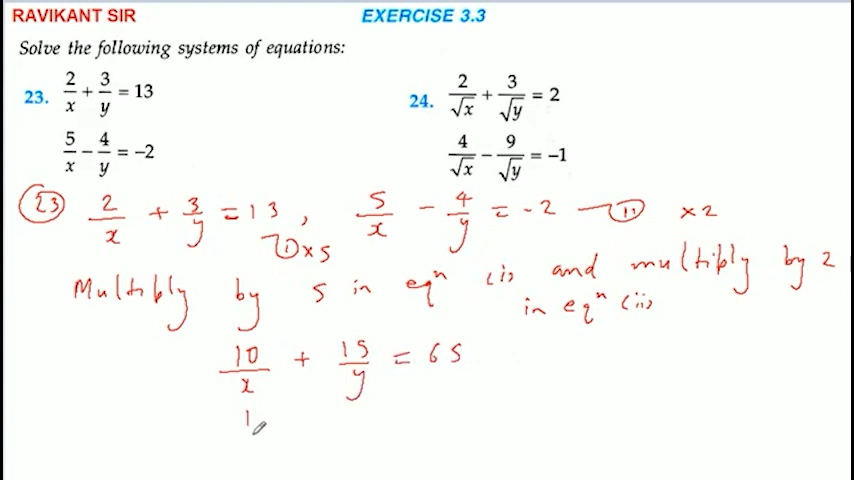 RAVIKANT SIR EXERCISE 3.3
Solve the following systems of equations:
23. 2/x + 3/y = 13
5/x − 4/y = −2
24. 2/√x + 3/√y = 2
4/√x − 9/√y = −1
(23) 2/x + 3/y = 13 , 5/x − 4/y = -2 (ii) ×2
(i) ×5
Multiply by 5 in eqⁿ (i) and multiply by 2
in eqⁿ (ii)
10/x + 15/y = 65
1